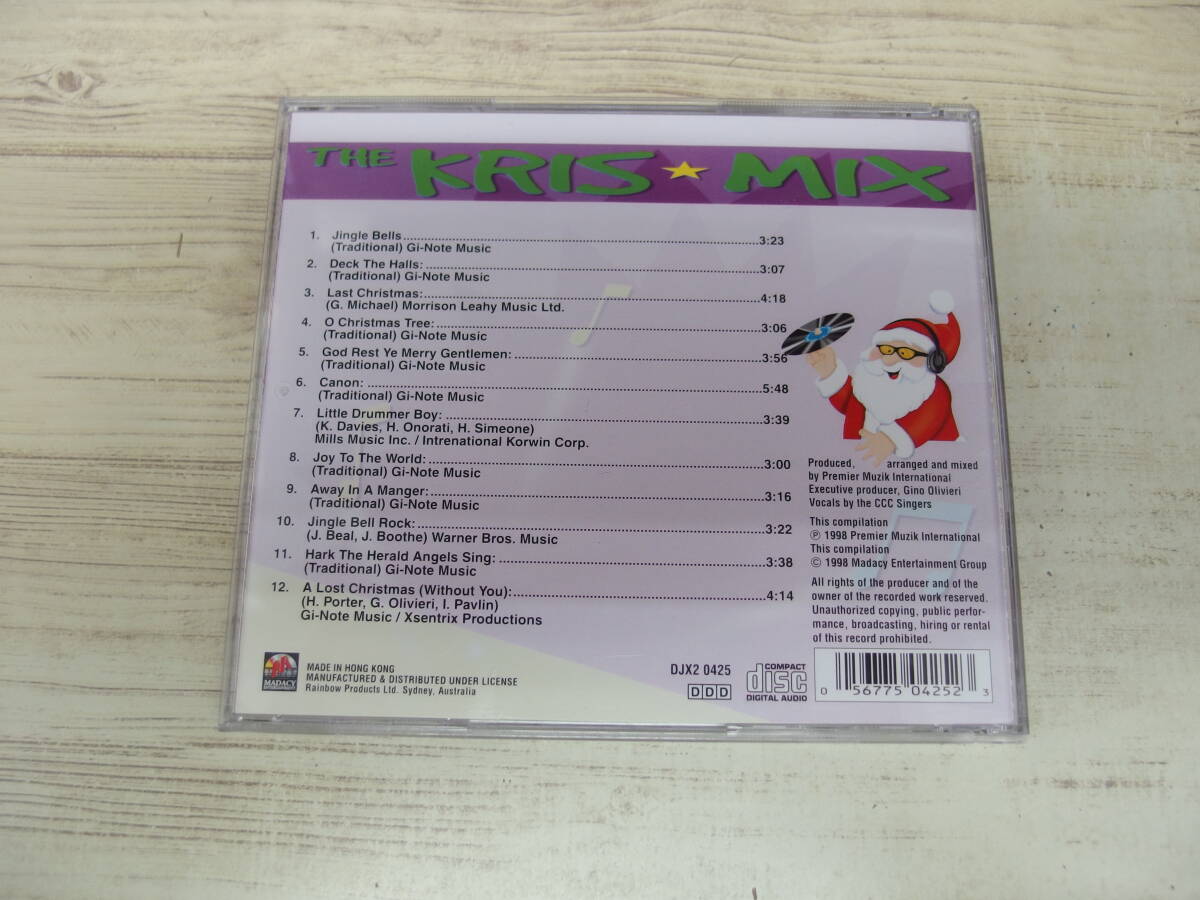 THE KRIS MIX
1. Jingle Bells 3:23
(Traditional) Gi-Note Music
2. Deck The Halls: 3:07
(Traditional) Gi-Note Music
3. Last Christmas: 4:18
(G. Michael) Morrison Leahy Music Ltd.
4. O Christmas Tree: 3:06
(Traditional) Gi-Note Music
5. God Rest Ye Merry Gentlemen: 3:56
(Traditional) Gi-Note Music
6. Canon: 5:48
(Traditional) Gi-Note Music
7. Little Drummer Boy: 3:39
(K. Davies, H. Onorati, H. Simeone)
Mills Music Inc. / Intrenational Korwin Corp.
8. Joy To The World: 3:00
(Traditional) Gi-Note Music
9. Away In A Manger: 3:16
(Traditional) Gi-Note Music
10. Jingle Bell Rock: 3:22
(J. Beal, J. Boothe) Warner Bros. Music
11. Hark The Herald Angels Sing: 3:38
(Traditional) Gi-Note Music
12. A Lost Christmas (Without You): 4:14
(H. Porter, G. Olivieri, I. Pavlin)
Gi-Note Music / Xsentrix Productions
Produced, arranged and mixed
by Premier Muzik International
Executive producer, Gino Olivieri
Vocals by the CCC Singers
This compilation
℗ 1998 Premier Muzik International
This compilation
© 1998 Madacy Entertainment Group
All rights of the producer and of the
owner of the recorded work reserved.
Unauthorized copying, public perfor-
mance, broadcasting, hiring or rental
of this record prohibited.
MADACY
MADE IN HONG KONG
MANUFACTURED & DISTRIBUTED UNDER LICENSE
Rainbow Products Ltd. Sydney, Australia
DJX2 0425
DDD
COMPACT
disc
DIGITAL AUDIO
0 56775 04252 3